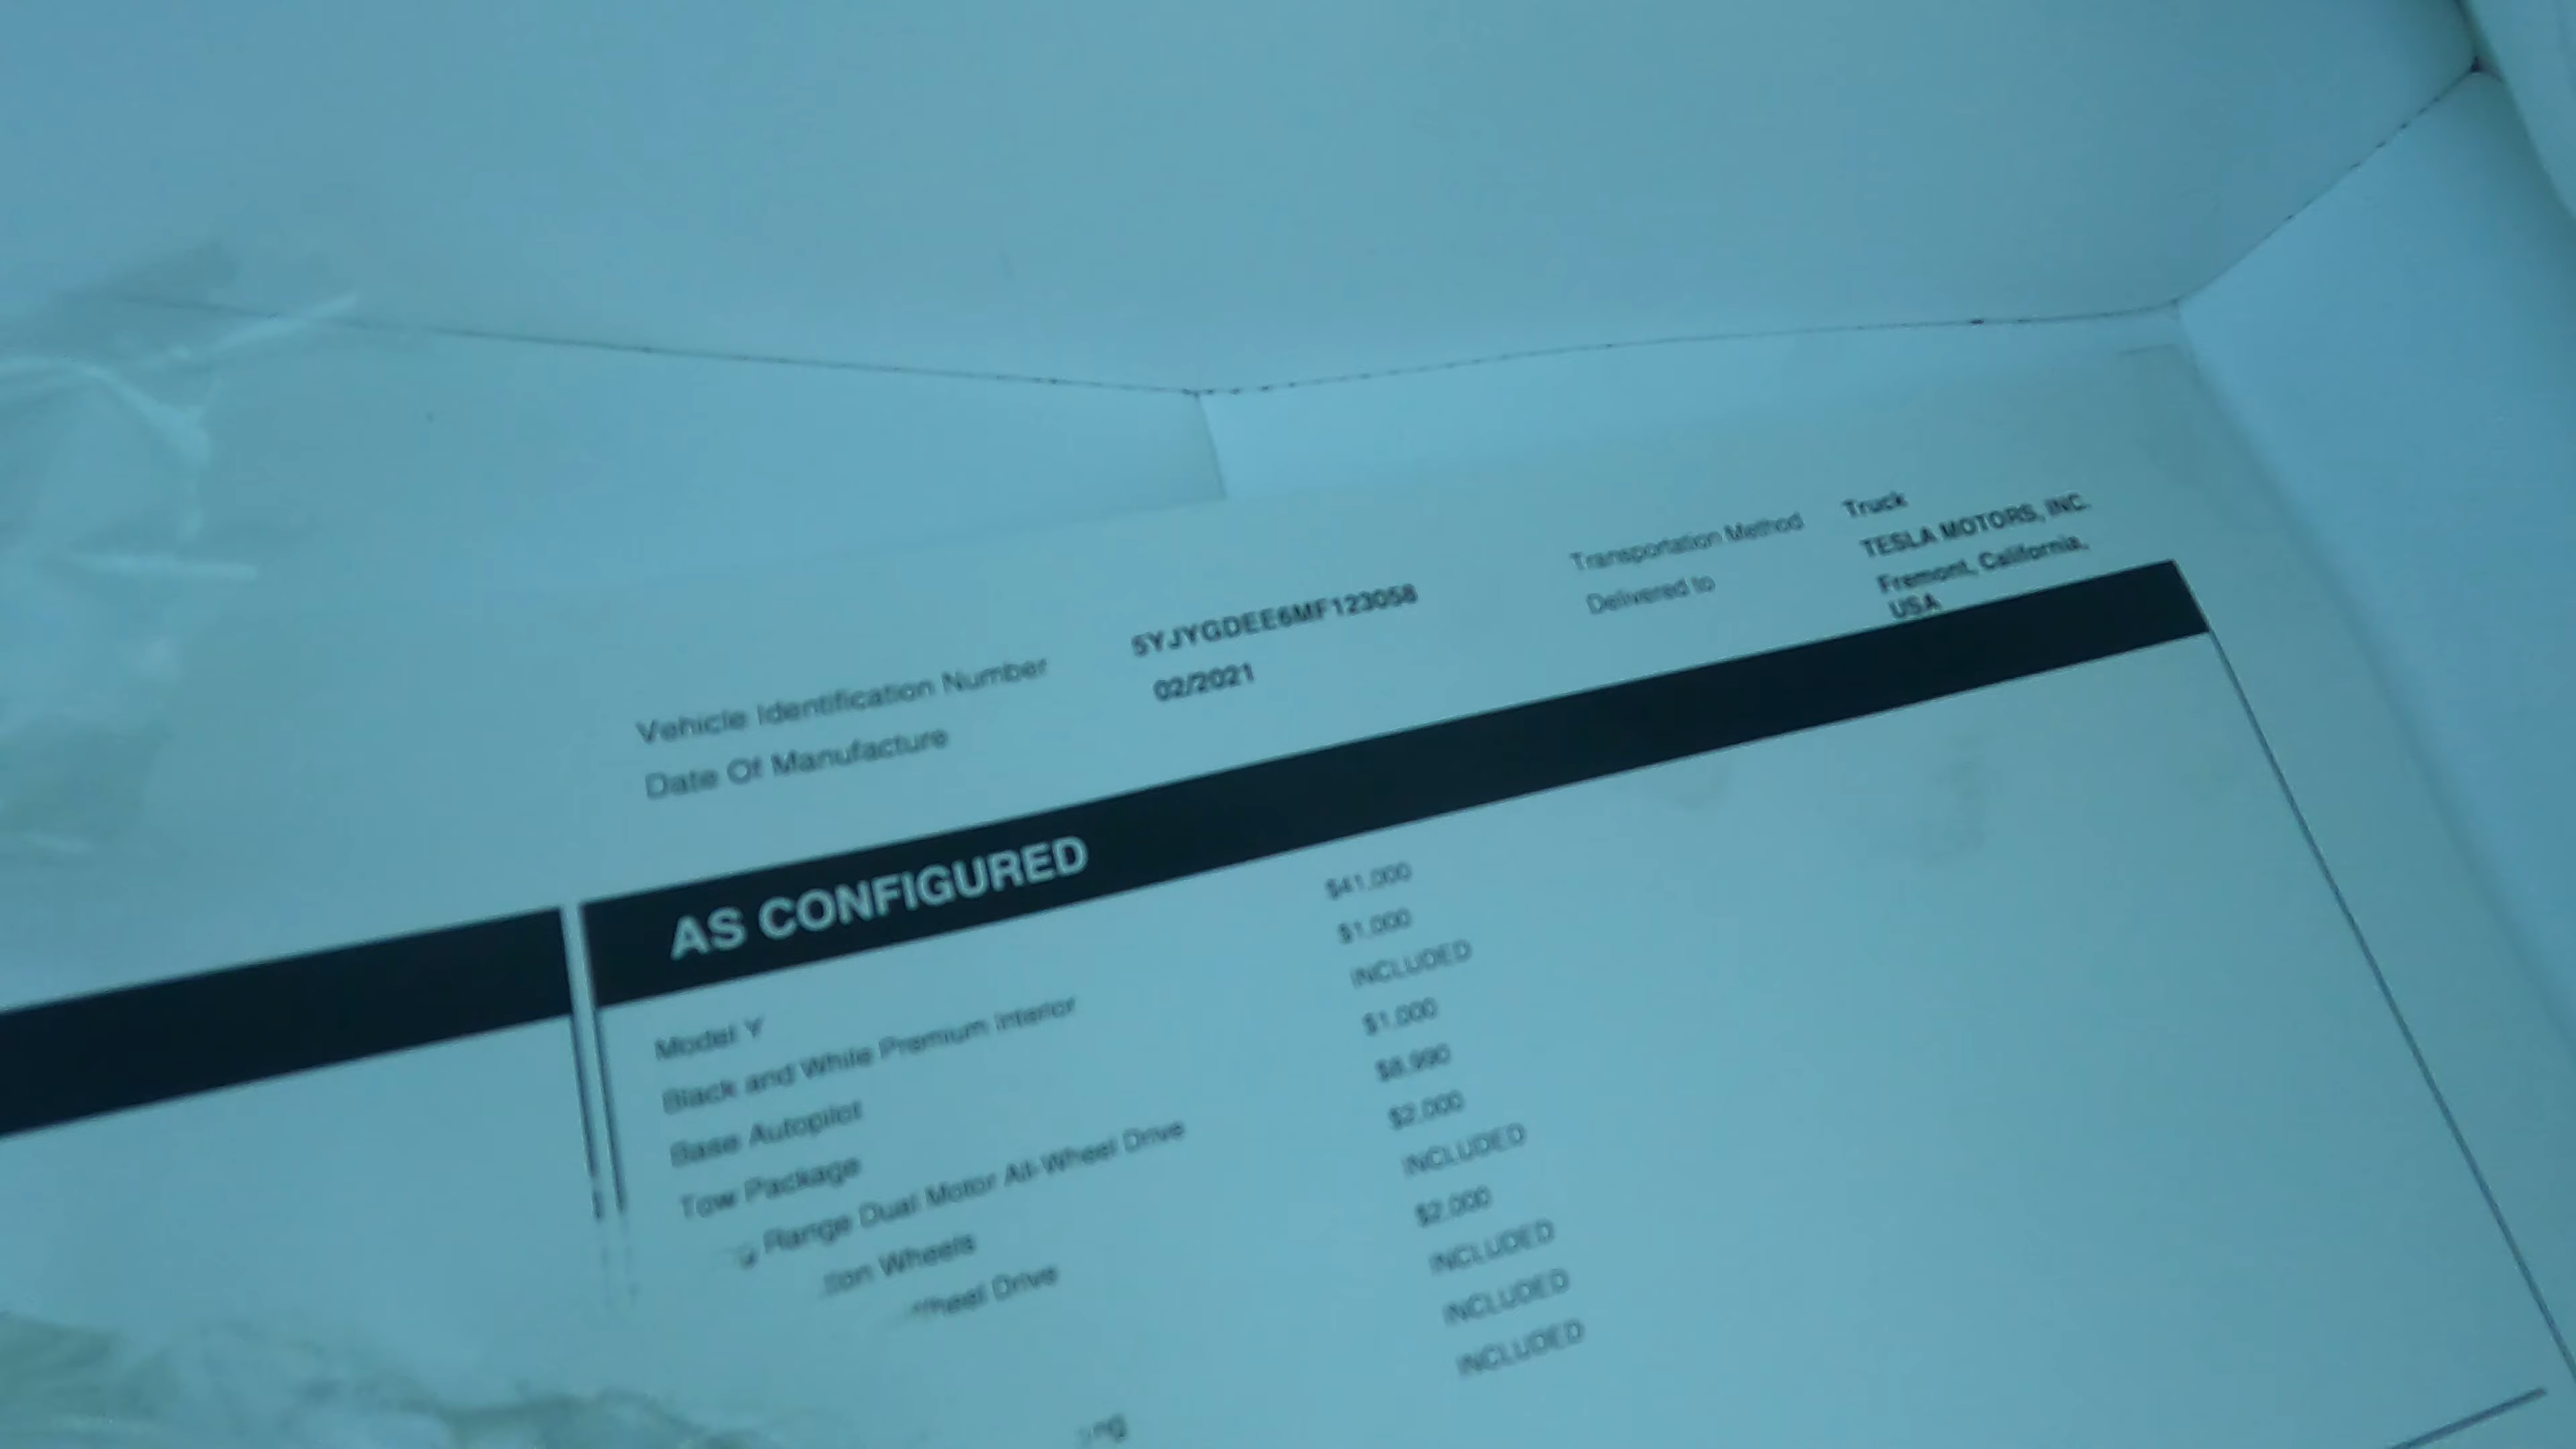 Vehicle Identification Number 5YJYGDEE6MF123058
Date Of Manufacture 02/2021
Transportation Method Truck
Delivered to TESLA MOTORS, INC.
Fremont, California,
USA
AS CONFIGURED
Model Y $41,000
Black and White Premium Interior $1,000
Base Autopilot INCLUDED
Tow Package $1,000
Range Dual Motor All-Wheel Drive $8,990
Wheels $2,000
Drive INCLUDED
$2,000
INCLUDED
INCLUDED
INCLUDED